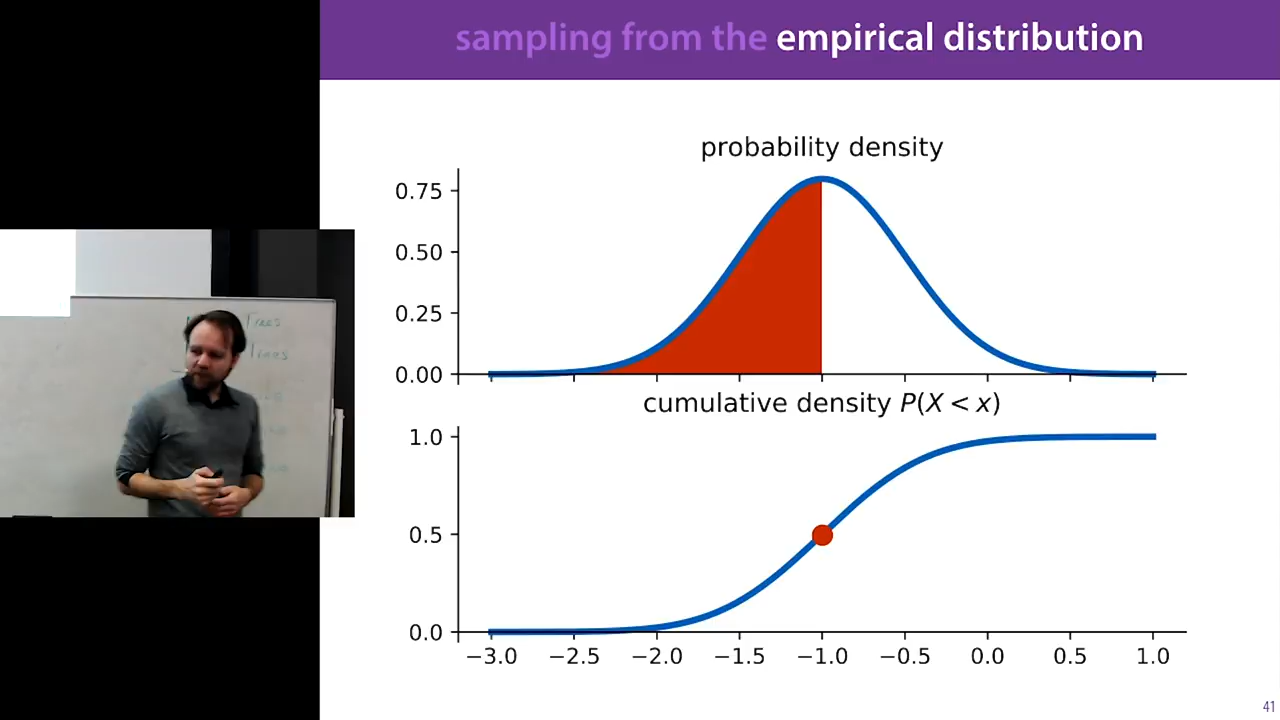 sampling from the empirical distribution
probability density
0.75
0.50
0.25
0.00
cumulative density P(X < x)
1.0
0.5
0.0
−3.0 −2.5 −2.0 −1.5 −1.0 −0.5 0.0 0.5 1.0
Trees
Trees
41